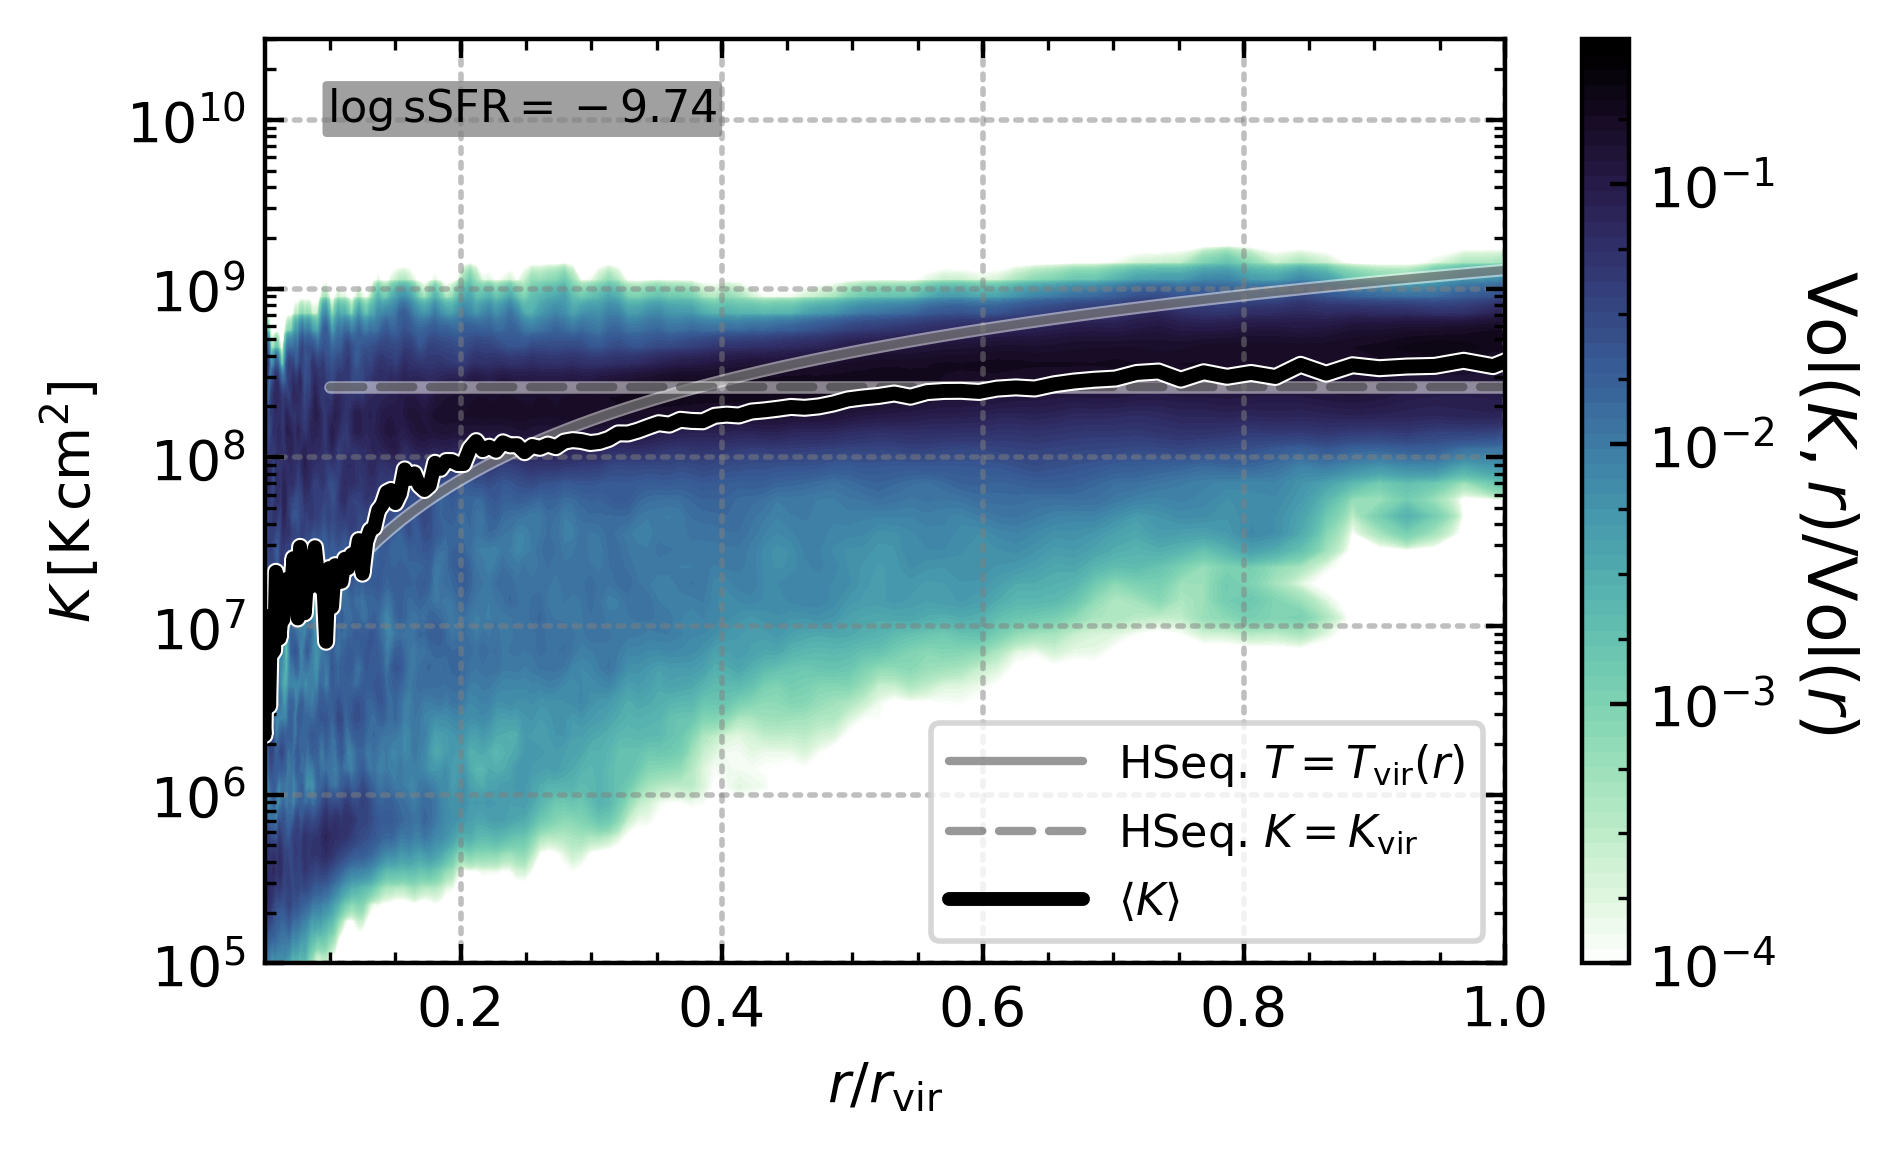 log sSFR = −9.74
10^10
10^9
10^8
10^7
10^6
10^5
K [K cm^2]
0.2 0.4 0.6 0.8 1.0
r/r_vir
HSeq. T = T_vir(r)
HSeq. K = K_vir
⟨K⟩
10^−1
10^−2
10^−3
10^−4
Vol(K, r)/Vol(r)